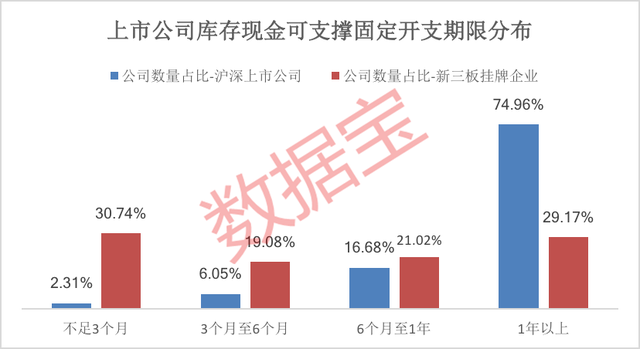 上市公司库存现金可支撑固定开支期限分布
公司数量占比-沪深上市公司 公司数量占比-新三板挂牌企业
74.96%
30.74%
29.17%
19.08%
16.68% 21.02%
2.31%
6.05%
数据宝
不足3个月 3个月至6个月 6个月至1年 1年以上